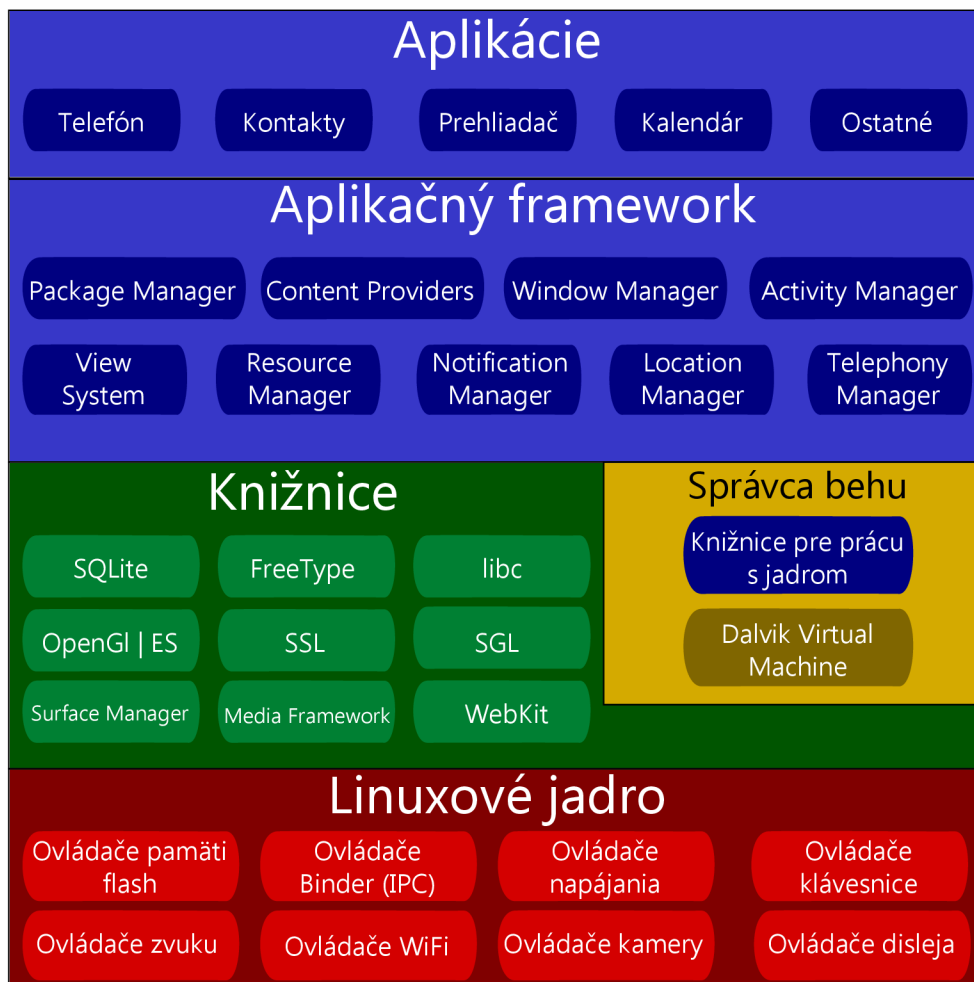 Aplikácie
Telefón
Kontakty
Prehliadač
Kalendár
Ostatné
Aplikačný framework
Package Manager
Content Providers
Window Manager
Activity Manager
View
System
Resource
Manager
Notification
Manager
Location
Manager
Telephony
Manager
Knižnice
SQLite
FreeType
libc
OpenGl | ES
SSL
SGL
Surface Manager
Media Framework
WebKit
Správca behu
Knižnice pre prácu
s jadrom
Dalvik Virtual
Machine
Linuxové jadro
Ovládače pamäti
flash
Ovládače
Binder (IPC)
Ovládače
napájania
Ovládače
klávesnice
Ovládače zvuku
Ovládače WiFi
Ovládače kamery
Ovládače disleja